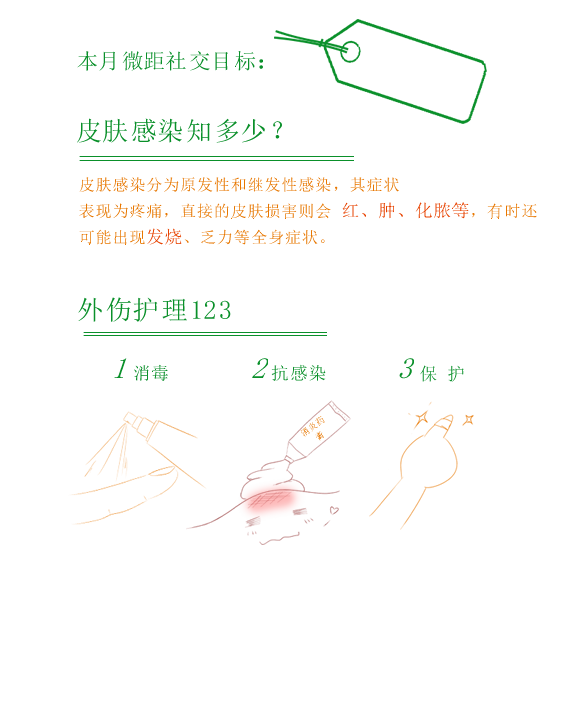 本月微距社交目标：
皮肤感染知多少？
皮肤感染分为原发性和继发性感染，其症状
表现为疼痛，直接的皮肤损害则会 红、肿、化脓等，有时还
可能出现发烧、乏力等全身症状。
外伤护理123
1 消毒
2 抗感染
3 保 护
消炎药
膏